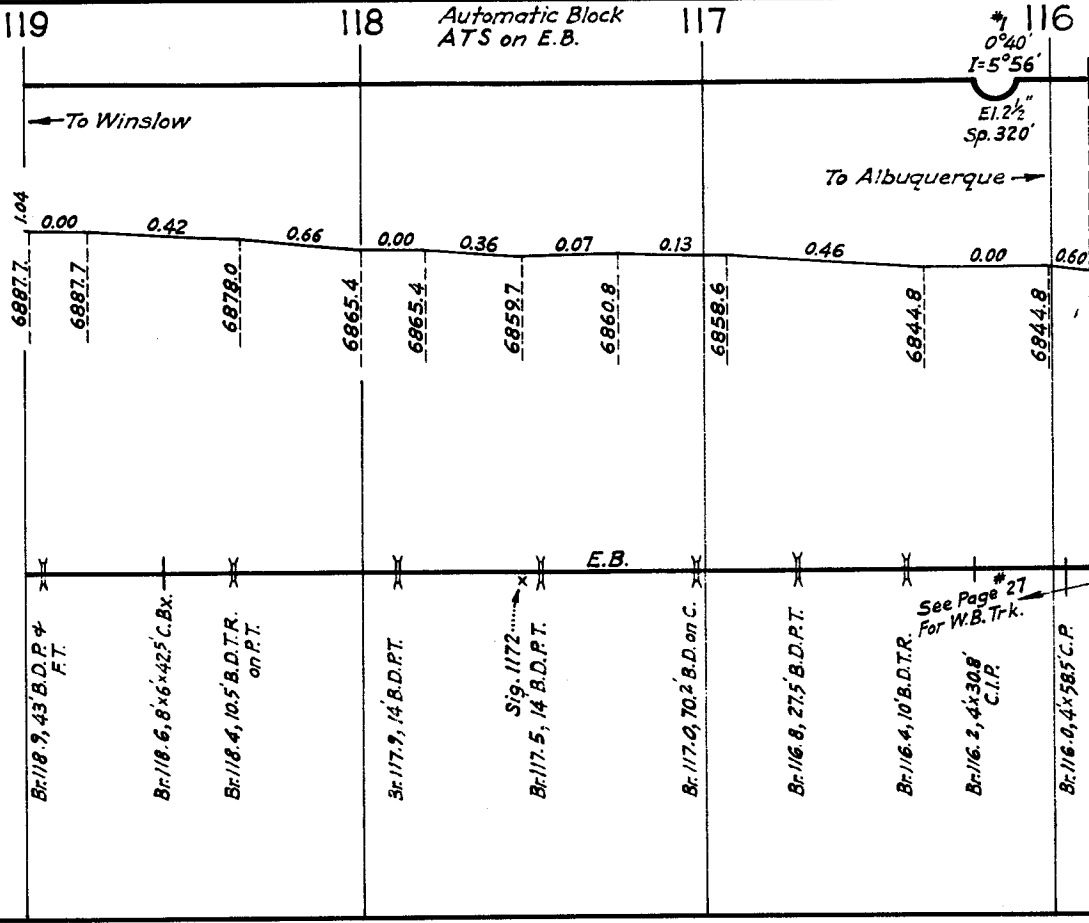 119
118
Automatic Block
ATS on E.B.
117
#1
0°40'
I=5°56'
116
El. 2½"
Sp. 320'
←To Winslow
To Albuquerque→
1.04
0.00
0.42
0.66
0.00
0.36
0.07
0.13
0.46
0.00
0.60
6887.7
6887.7
6878.0
6865.4
6865.4
6859.7
6860.8
6858.6
6844.8
6844.8
E.B.
See Page #27
For W.B. Trk.
Br. 118.9, 43' B.D.P. &
F.T.
Br. 118.6, 8'x6'x42.5' C.Bx.
Br. 118.4, 10.5' B.D.T.R.
on P.T.
Br. 117.9, 14' B.D.P.T.
Sig. 1172
Br. 117.5, 14' B.D.P.T.
Br. 117.0, 70.2' B.D. on C.
Br. 116.8, 27.5' B.D.P.T.
Br. 116.4, 10' B.D.T.R.
Br. 116.2, 4'x30.8'
C.I.P.
Br. 116.0, 4'x58.5' C.P.